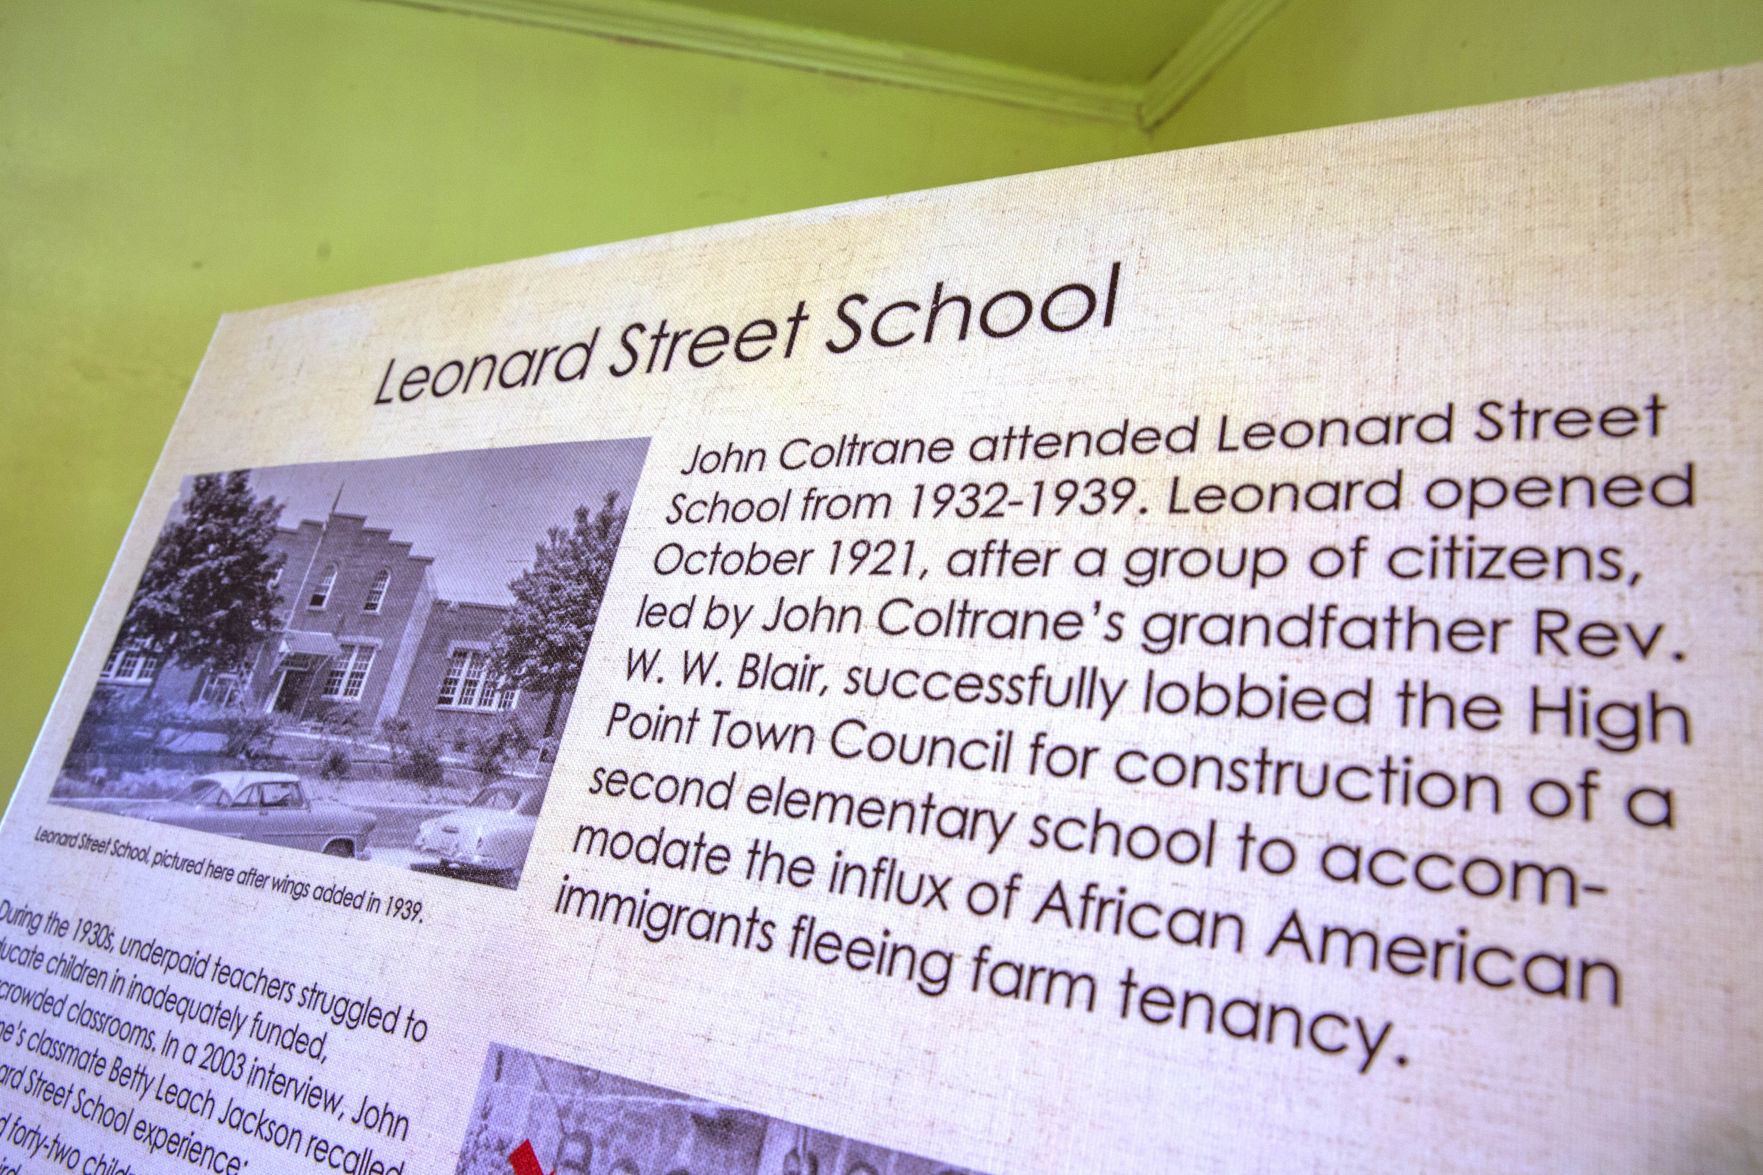 Leonard Street School
John Coltrane attended Leonard Street
School from 1932-1939. Leonard opened
October 1921, after a group of citizens,
led by John Coltrane's grandfather Rev.
W. W. Blair, successfully lobbied the High
Point Town Council for construction of a
second elementary school to accom-
modate the influx of African American
immigrants fleeing farm tenancy.
Leonard Street School, pictured here after wings added in 1939.
During the 1930s, underpaid teachers struggled to
children in inadequately funded,
crowded classrooms. In a 2003 interview, John
classmate Betty Leach Jackson recalled
Street School experience:
forty-two